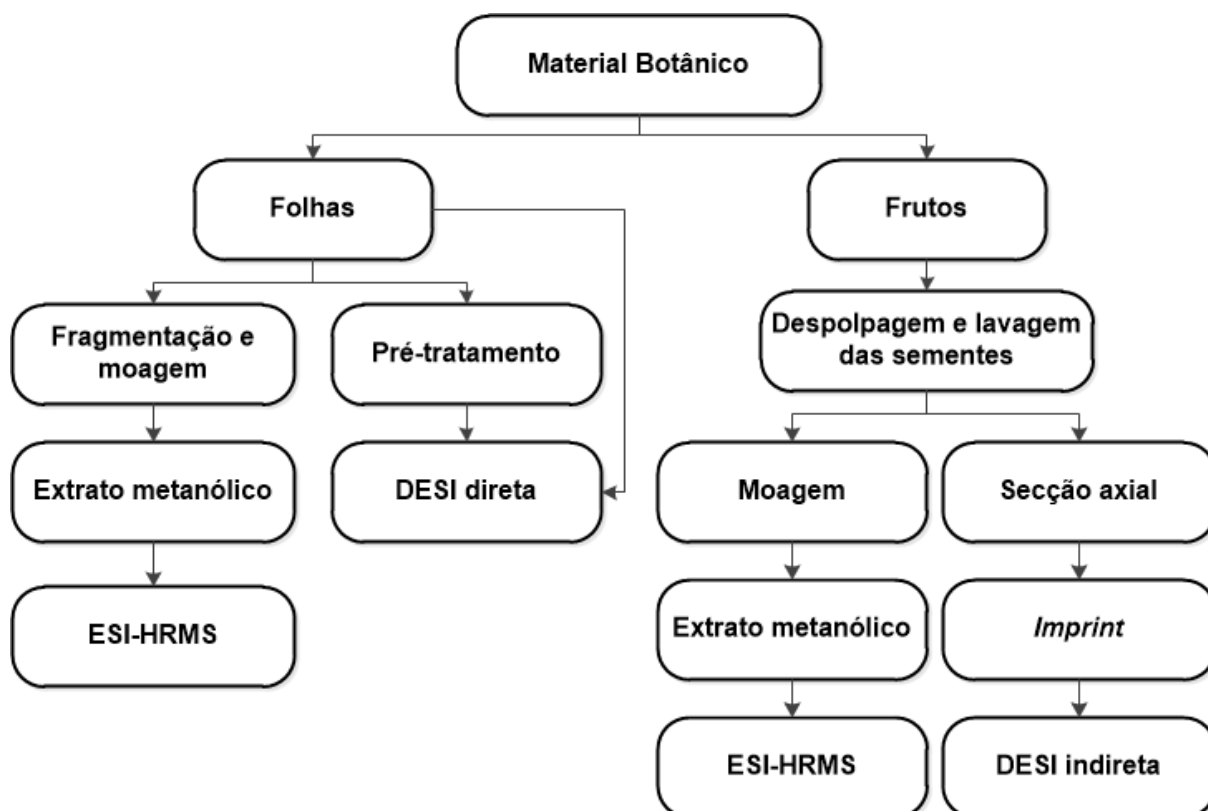 Material Botânico
Folhas
Frutos
Fragmentação e
moagem
Pré-tratamento
Despolpagem e lavagem
das sementes
Extrato metanólico
DESI direta
Moagem
Secção axial
ESI-HRMS
Extrato metanólico
Imprint
ESI-HRMS
DESI indireta